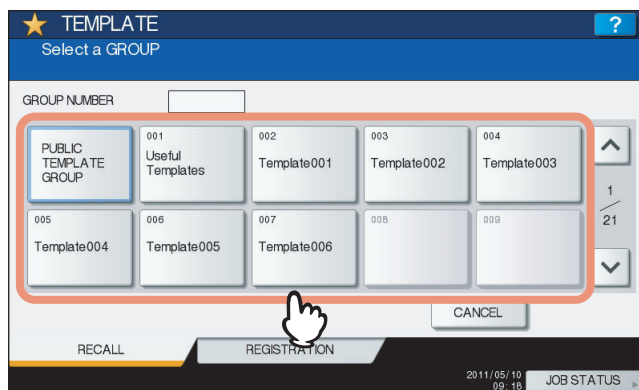 TEMPLATE
?
Select a GROUP
GROUP NUMBER
PUBLIC
TEMPLATE
GROUP
001
Useful
Templates
002
Template001
003
Template002
004
Template003
005
Template004
006
Template005
007
Template006
008
009
1
21
CANCEL
RECALL
REGISTRATION
2011/05/10
09:18
JOB STATUS